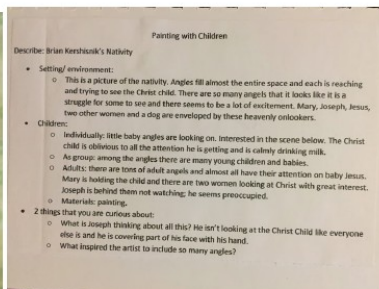 Painting with Children
Describe: Brian Kershisnik's Nativity
• Setting/ environment:
o This is a picture of the nativity. Angles fill almost the entire space and each is reaching
and trying to see the Christ child. There are so many angels that it looks like it is a
struggle for some to see and there seems to be a lot of excitement. Mary, Joseph, Jesus,
two other women and a dog are enveloped by these heavenly onlookers.
• Children:
o Individually: little baby angles are looking on. Interested in the scene below. The Christ
child is oblivious to all the attention he is getting and is calmly drinking milk.
o As group: among the angles there are many young children and babies.
o Adults: there are tons of adult angels and almost all have their attention on baby Jesus.
Mary is holding the child and there are two women looking at Christ with great interest.
Joseph is behind them not watching; he seems preoccupied.
o Materials: painting.
• 2 things that you are curious about:
o What is Joseph thinking about all this? He isn't looking at the Christ Child like everyone
else is and he is covering part of his face with his hand.
o What inspired the artist to include so many angles?